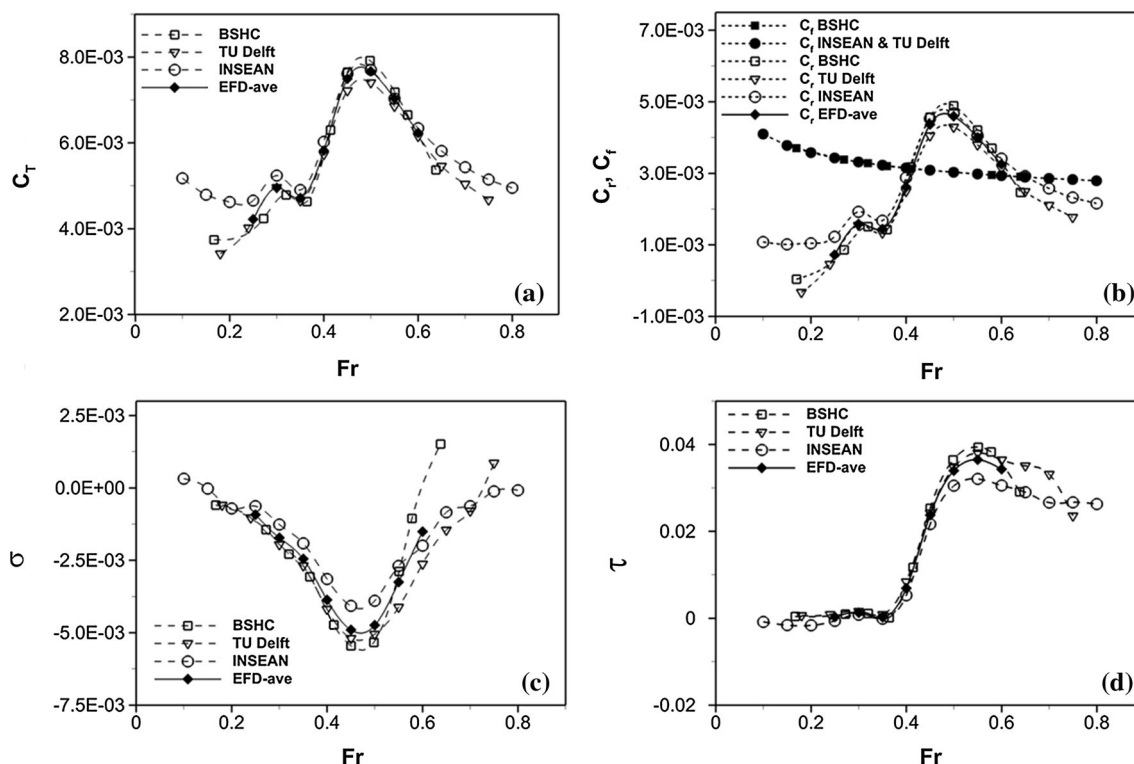 BSHC
TU Delft
INSEAN
EFD-ave
8.0E-03
6.0E-03
4.0E-03
2.0E-03
C_T
0 0.2 0.4 0.6 0.8
Fr
(a)
C_f BSHC
C_f INSEAN & TU Delft
C_r BSHC
C_r TU Delft
C_r INSEAN
C_r EFD-ave
7.0E-03
5.0E-03
3.0E-03
1.0E-03
-1.0E-03
C_r, C_f
0 0.2 0.4 0.6 0.8
Fr
(b)
2.5E-03
0.0E+00
-2.5E-03
-5.0E-03
-7.5E-03
σ
BSHC
TU Delft
INSEAN
EFD-ave
0 0.2 0.4 0.6 0.8
Fr
(c)
BSHC
TU Delft
INSEAN
EFD-ave
0.04
0.02
0
-0.02
τ
0 0.2 0.4 0.6 0.8
Fr
(d)